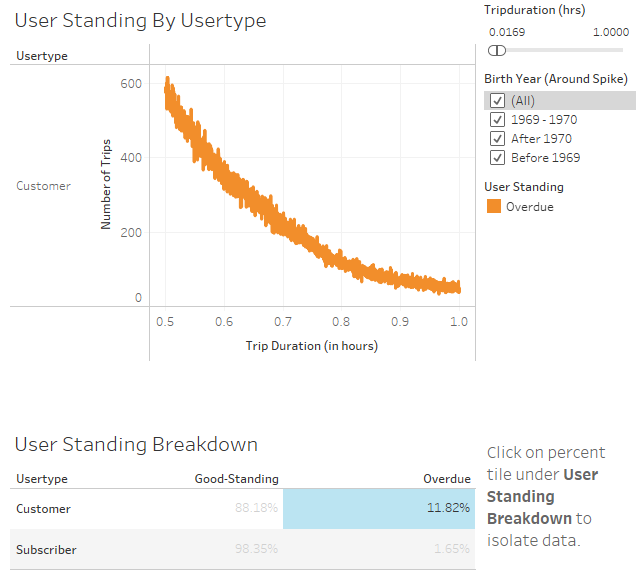 User Standing By Usertype
Usertype
600
400
200
0
Number of Trips
Customer
0.5 0.6 0.7 0.8 0.9 1.0
Trip Duration (in hours)
Tripduration (hrs)
0.0169 1.0000
Birth Year (Around Spike)
(All)
1969 - 1970
After 1970
Before 1969
User Standing
Overdue
User Standing Breakdown
Usertype Good-Standing Overdue
Customer 88.18% 11.82%
Subscriber 98.35% 1.65%
Click on percent
tile under User
Standing
Breakdown to
isolate data.